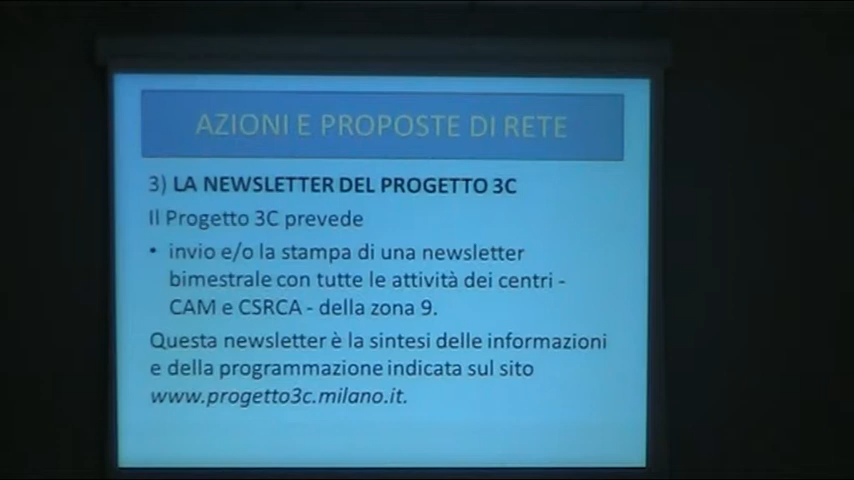 AZIONI E PROPOSTE DI RETE
3) LA NEWSLETTER DEL PROGETTO 3C
Il Progetto 3C prevede
• invio e/o la stampa di una newsletter
bimestrale con tutte le attività dei centri -
CAM e CSRCA - della zona 9.
Questa newsletter è la sintesi delle informazioni
e della programmazione indicata sul sito
www.progetto3c.milano.it.